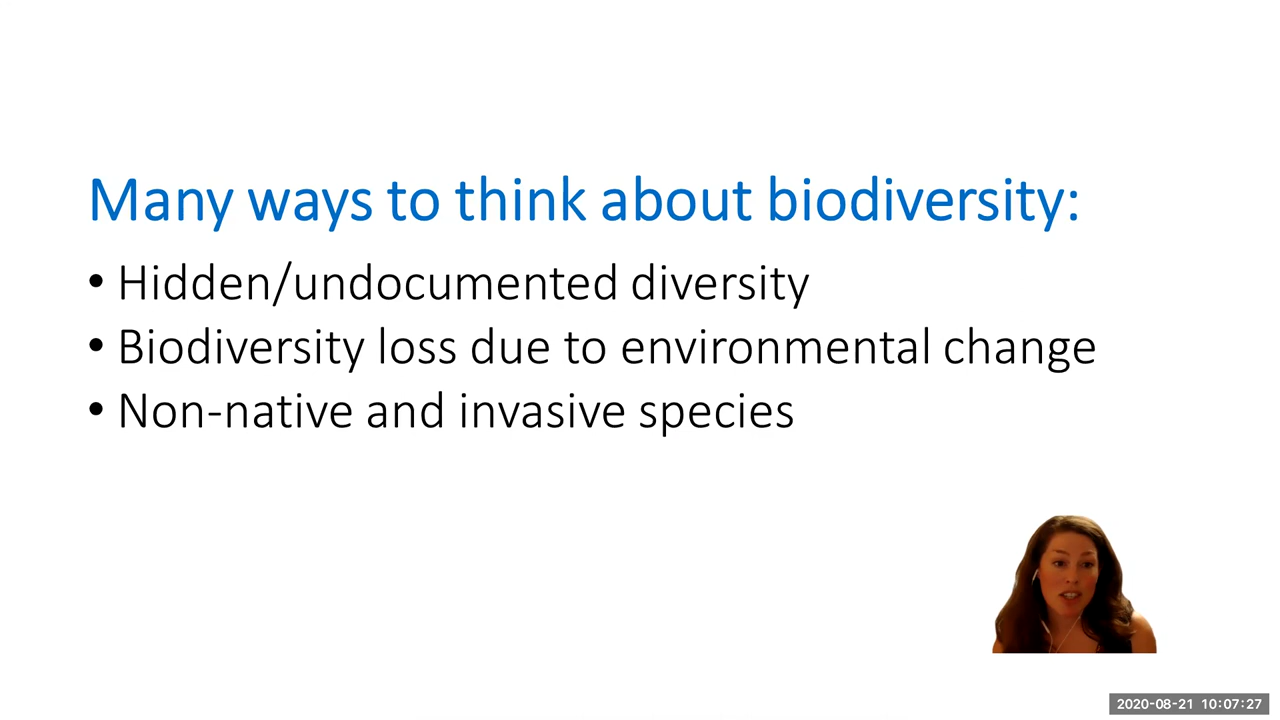 Many ways to think about biodiversity:
• Hidden/undocumented diversity
• Biodiversity loss due to environmental change
• Non-native and invasive species
2020-08-21 10:07:27